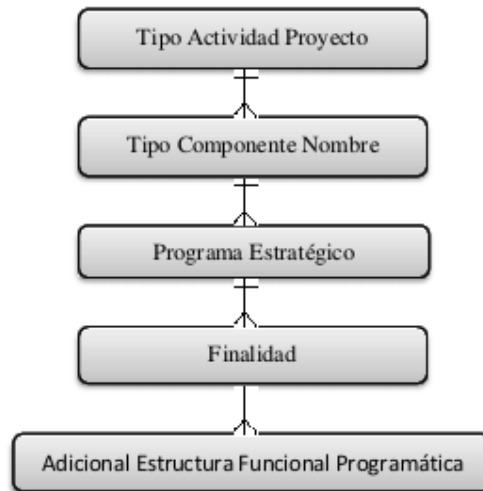 Tipo Actividad Proyecto
Tipo Componente Nombre
Programa Estratégico
Finalidad
Adicional Estructura Funcional Programática